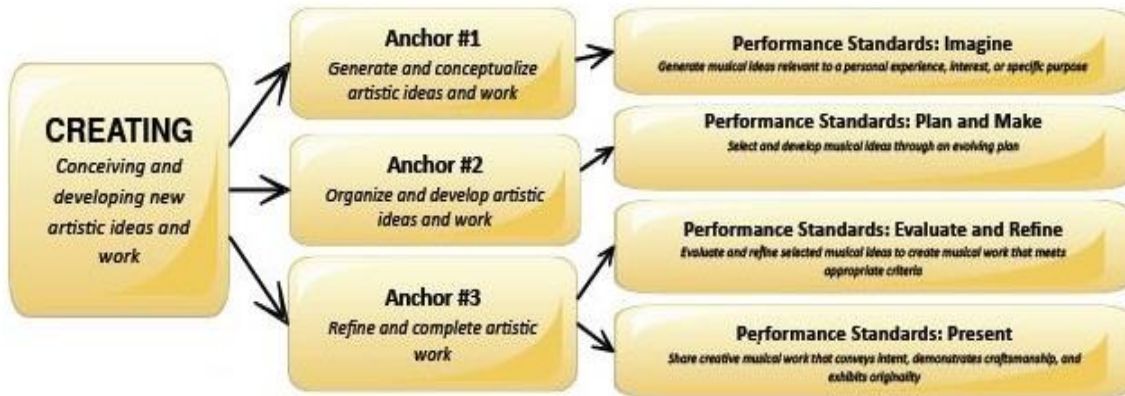 CREATING
Conceiving and
developing new
artistic ideas and
work
Anchor #1
Generate and conceptualize
artistic ideas and work
Anchor #2
Organize and develop artistic
ideas and work
Anchor #3
Refine and complete artistic
work
Performance Standards: Imagine
Generate musical ideas relevant to a personal experience, interest, or specific purpose
Performance Standards: Plan and Make
Select and develop musical ideas through an evolving plan
Performance Standards: Evaluate and Refine
Evaluate and refine selected musical ideas to create musical work that meets
appropriate criteria
Performance Standards: Present
Share creative musical work that conveys intent, demonstrates craftsmanship, and
exhibits originality